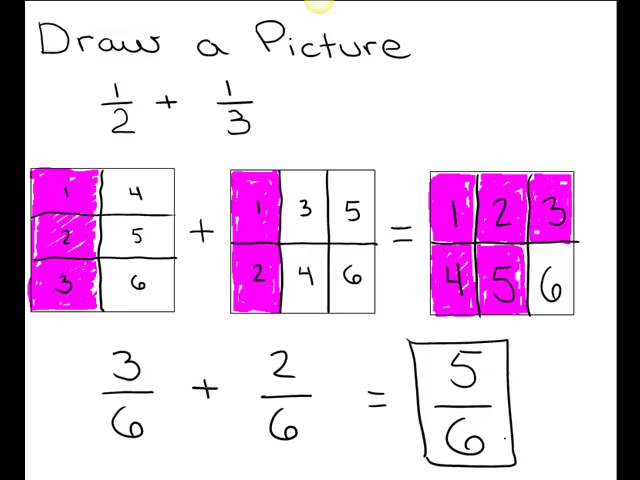 Draw a Picture
1/2 + 1/3
1 4 + 1 3 5 = 1 2 3
2 5
3 6 2 4 6 4 5 6
3/6 + 2/6 = 5/6